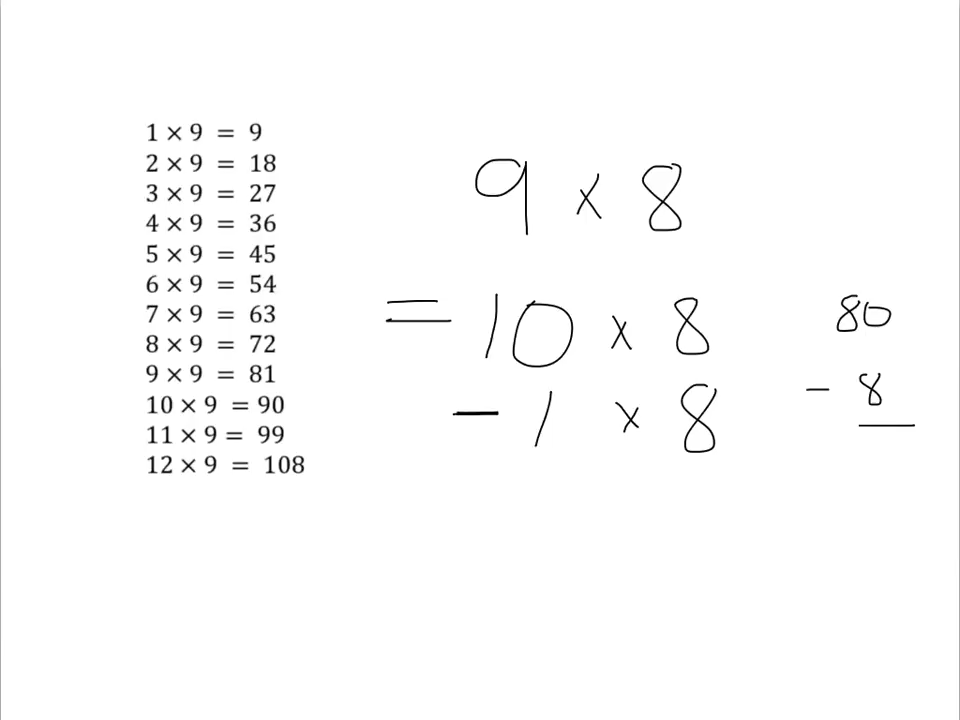 1 × 9 = 9
2 × 9 = 18
3 × 9 = 27
4 × 9 = 36
5 × 9 = 45
6 × 9 = 54
7 × 9 = 63
8 × 9 = 72
9 × 9 = 81
10 × 9 = 90
11 × 9 = 99
12 × 9 = 108
9 × 8
= 10 × 8
− 1 × 8
80
− 8